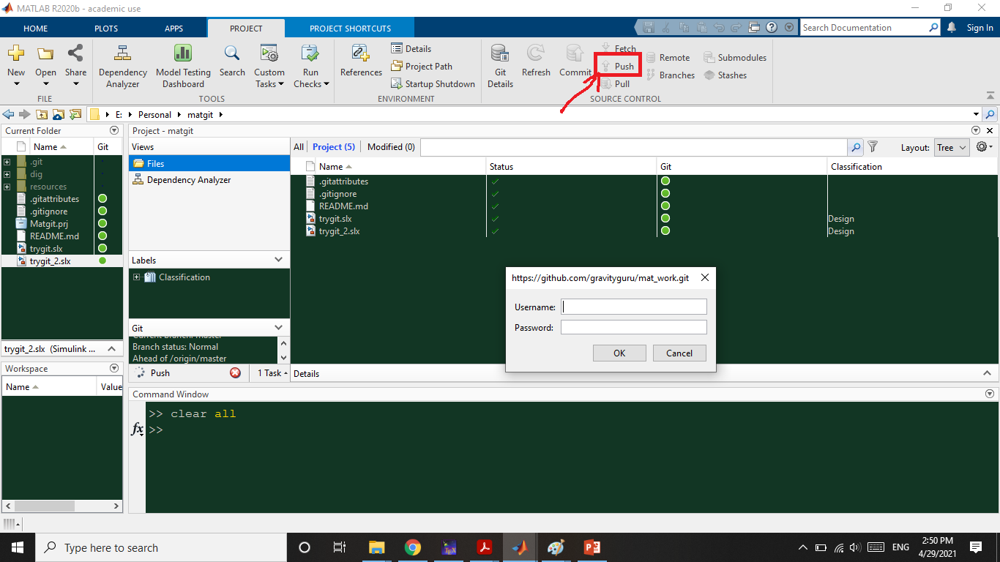 MATLAB R2020b - academic use
HOME PLOTS APPS PROJECT PROJECT SHORTCUTS Search Documentation Sign In
New Open Share
Dependency Analyzer
Model Testing Dashboard
Search
Custom Tasks
Run Checks
References
Details
Project Path
Startup Shutdown
Git Details
Refresh
Commit
Fetch
Push
Pull
Remote
Branches
Submodules
Stashes
FILE TOOLS ENVIRONMENT SOURCE CONTROL
E: Personal matgit
Current Folder
Name Git
.git
dig
resources
.gitattributes
.gitignore
Matgit.prj
README.md
trygit.slx
trygit_2.slx
trygit_2.slx (Simulink ...
Workspace
Name Value
Project - matgit
Views
Files
Dependency Analyzer
Labels
Classification
Git
Current branch: master
Branch status: Normal
Ahead of /origin/master
Push 1 Task
All Project (5) Modified (0) Layout: Tree
Name Status Git Classification
.gitattributes
.gitignore
README.md
trygit.slx Design
trygit_2.slx Design
https://github.com/gravityguru/mat_work.git
Username:
Password:
OK Cancel
Details
Command Window
>> clear all
fx >>
Type here to search
TEX
ENG
2:50 PM
4/29/2021